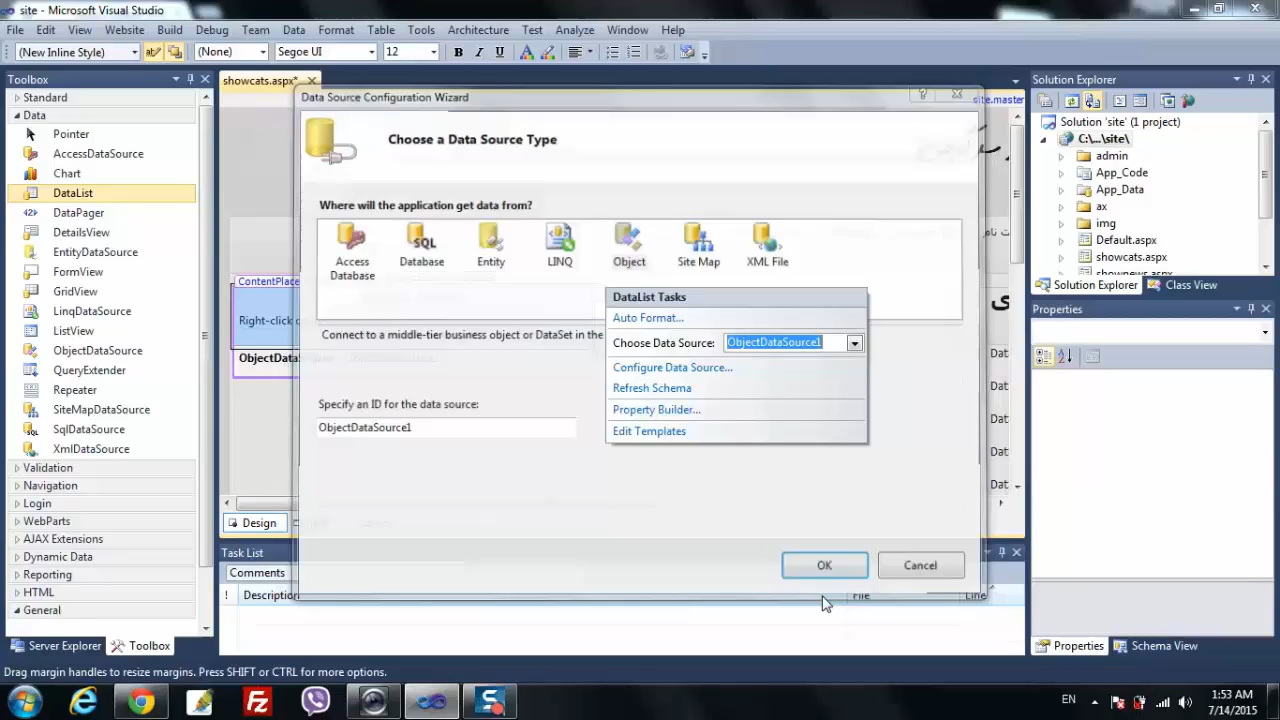 site - Microsoft Visual Studio
File Edit View Website Build Debug Team Data Format Table Tools Architecture Test Analyze Window Help
(New Inline Style) (None) Segoe UI 12 B I U A
Toolbox
Standard
Data
Pointer
AccessDataSource
Chart
DataList
DataPager
DetailsView
EntityDataSource
FormView
GridView
LinqDataSource
ListView
ObjectDataSource
QueryExtender
Repeater
SiteMapDataSource
SqlDataSource
XmlDataSource
Validation
Navigation
Login
WebParts
AJAX Extensions
Dynamic Data
Reporting
HTML
General
Server Explorer Toolbox
showcats.aspx*
site.master
ContentPlace
Right-click
ObjectData
Design
Data Source Configuration Wizard
Choose a Data Source Type
Where will the application get data from?
Access Database
SQL Database
Entity
LINQ
Object
Site Map
XML File
Connect to a middle-tier business object or DataSet in the
Specify an ID for the data source:
ObjectDataSource1
DataList Tasks
Auto Format...
Choose Data Source: ObjectDataSource1
Configure Data Source...
Refresh Schema
Property Builder...
Edit Templates
OK Cancel
Task List
Comments
! Description File Line
Solution Explorer
Solution 'site' (1 project)
C:\...\site\
admin
App_Code
App_Data
ax
img
Default.aspx
showcats.aspx
shownews.aspx
Solution Explorer Class View
Properties
Properties Schema View
Drag margin handles to resize margins. Press SHIFT or CTRL for more options.
EN
1:53 AM
7/14/2015